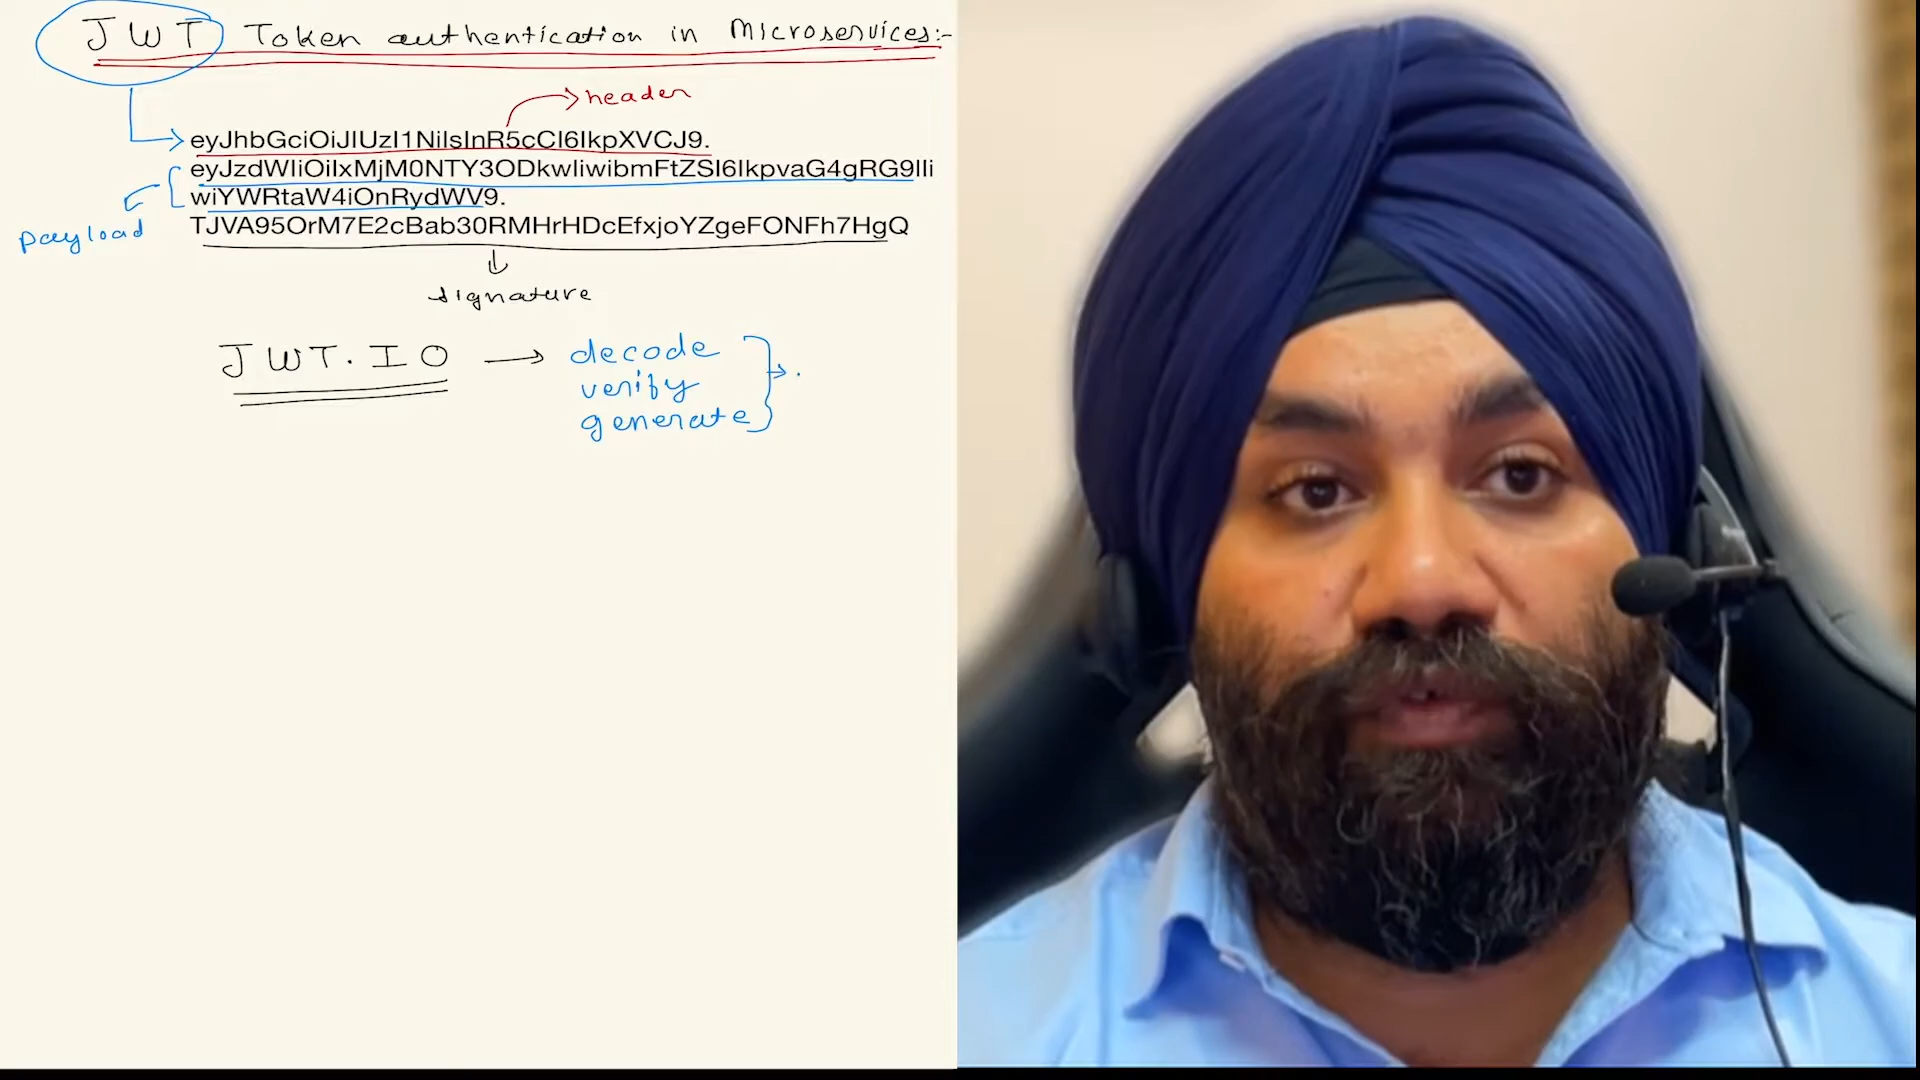 JWT Token authentication in Microservices:-
header
eyJhbGciOiJIUzI1NiIsInR5cCI6IkpXVCJ9.
eyJzdWIiOiIxMjM0NTY3ODkwIiwibmFtZSI6IkpvaG4gRG9lIi
wiYWRtaW4iOnRydWV9.
payload
TJVA95OrM7E2cBab30RMHrHDcEfxjoYZgeFONFh7HgQ
signature
JWT.IO → decode
verify
generate